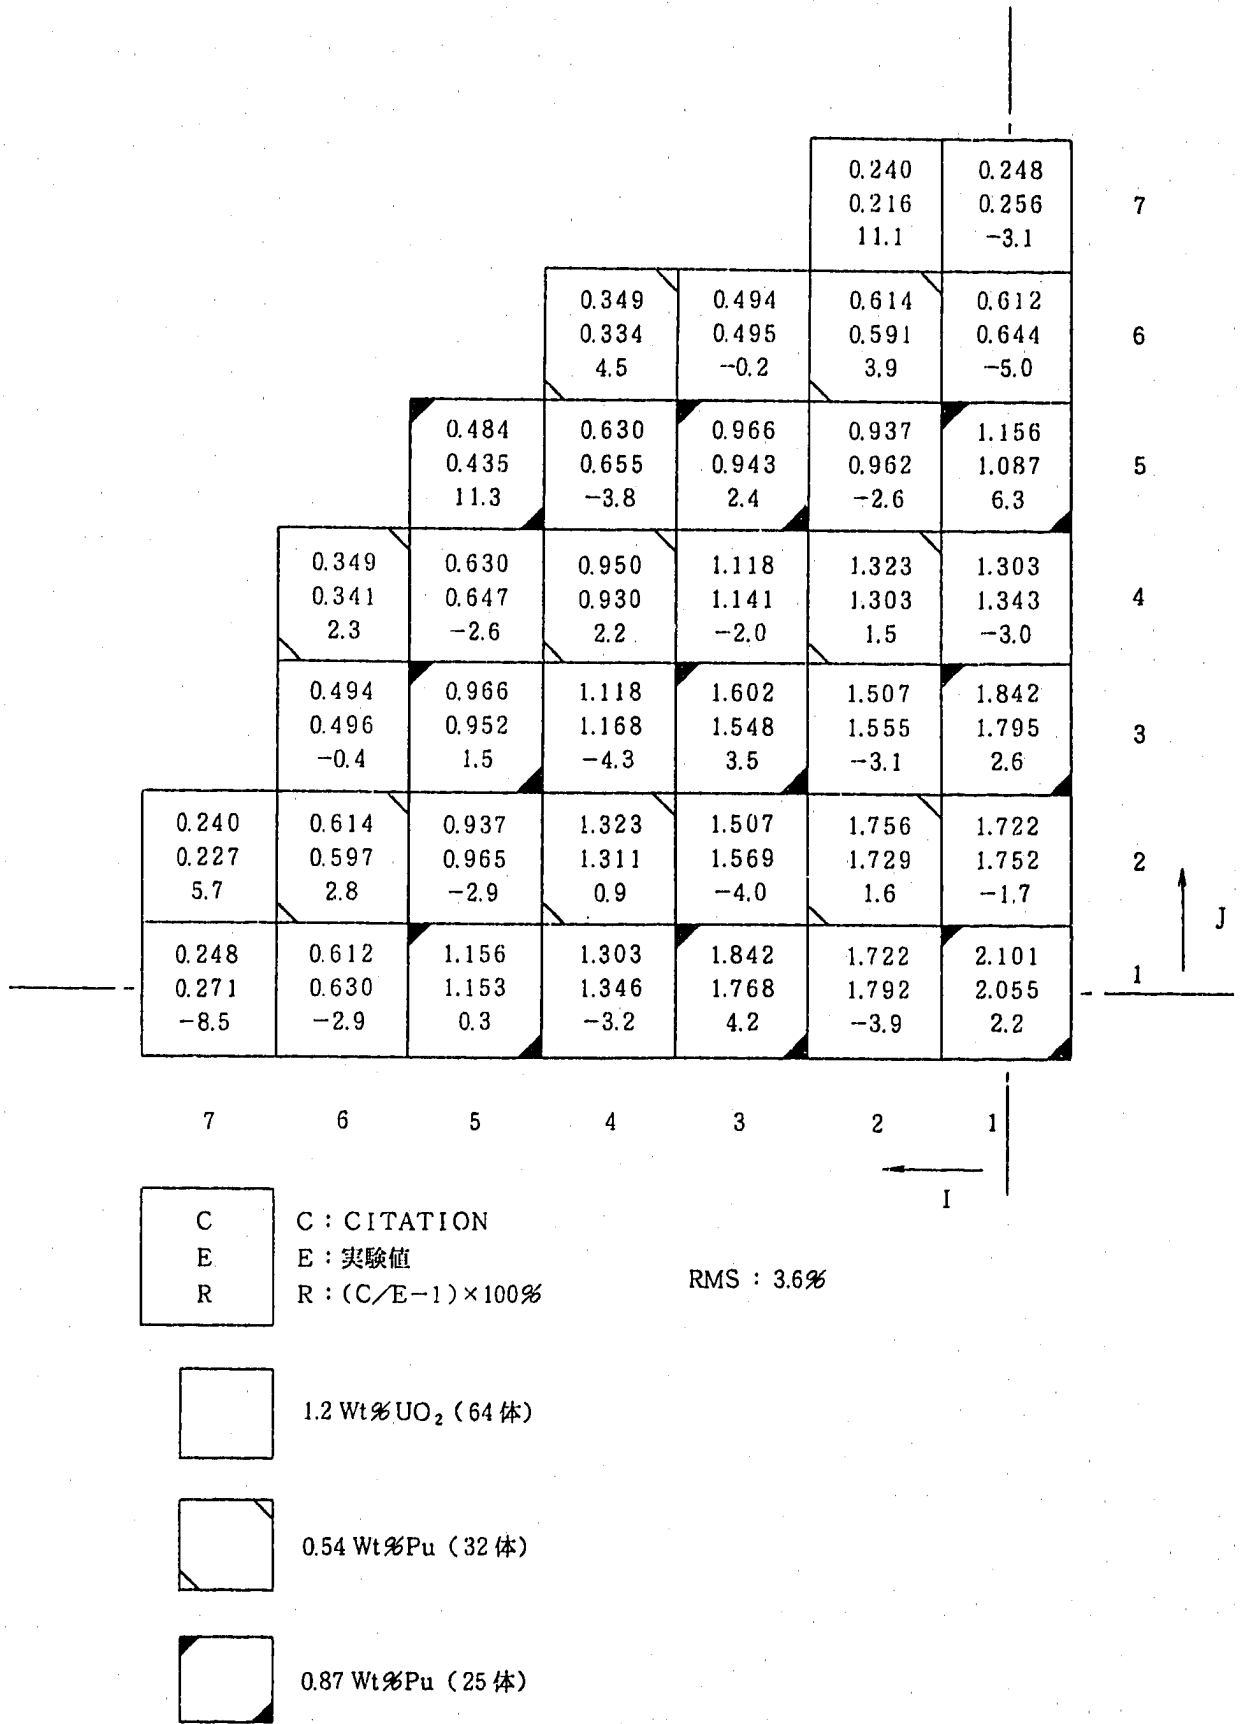 0.240 0.248
0.216 0.256 7
11.1 −3.1
0.349 0.494 0.614 0.612
0.334 0.495 0.591 0.644 6
4.5 −0.2 3.9 −5.0
0.484 0.630 0.966 0.937 1.156
0.435 0.655 0.943 0.962 1.087 5
11.3 −3.8 2.4 −2.6 6.3
0.349 0.630 0.950 1.118 1.323 1.303
0.341 0.647 0.930 1.141 1.303 1.343 4
2.3 −2.6 2.2 −2.0 1.5 −3.0
0.494 0.966 1.118 1.602 1.507 1.842
0.496 0.952 1.168 1.548 1.555 1.795 3
−0.4 1.5 −4.3 3.5 −3.1 2.6
0.240 0.614 0.937 1.323 1.507 1.756 1.722
0.227 0.597 0.965 1.311 1.569 1.729 1.752 2
5.7 2.8 −2.9 0.9 −4.0 1.6 −1.7
J
0.248 0.612 1.156 1.303 1.842 1.722 2.101
0.271 0.630 1.153 1.346 1.768 1.792 2.055 1
−8.5 −2.9 0.3 −3.2 4.2 −3.9 2.2
7 6 5 4 3 2 1
I
C C : CITATION
E E : 実験値
R R : (C/E−1)×100%
RMS : 3.6%
1.2 Wt%UO₂ (64体)
0.54 Wt%Pu (32体)
0.87 Wt%Pu (25体)